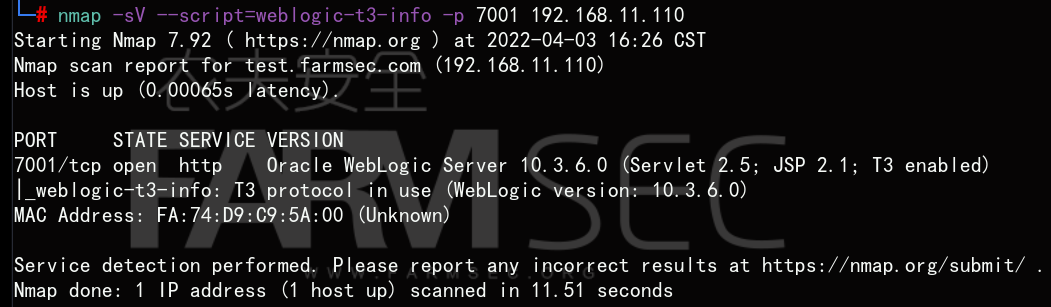 # nmap -sV --script=weblogic-t3-info -p 7001 192.168.11.110
Starting Nmap 7.92 ( https://nmap.org ) at 2022-04-03 16:26 CST
Nmap scan report for test.farmsec.com (192.168.11.110)
Host is up (0.00065s latency).
农夫安全
PORT     STATE SERVICE VERSION
7001/tcp open  http    Oracle WebLogic Server 10.3.6.0 (Servlet 2.5; JSP 2.1; T3 enabled)
|_weblogic-t3-info: T3 protocol in use (WebLogic version: 10.3.6.0)
MAC Address: FA:74:D9:C9:5A:00 (Unknown)
FARMSEC
Service detection performed. Please report any incorrect results at https://nmap.org/submit/ .
WWW.FARMSEC.ORG
Nmap done: 1 IP address (1 host up) scanned in 11.51 seconds